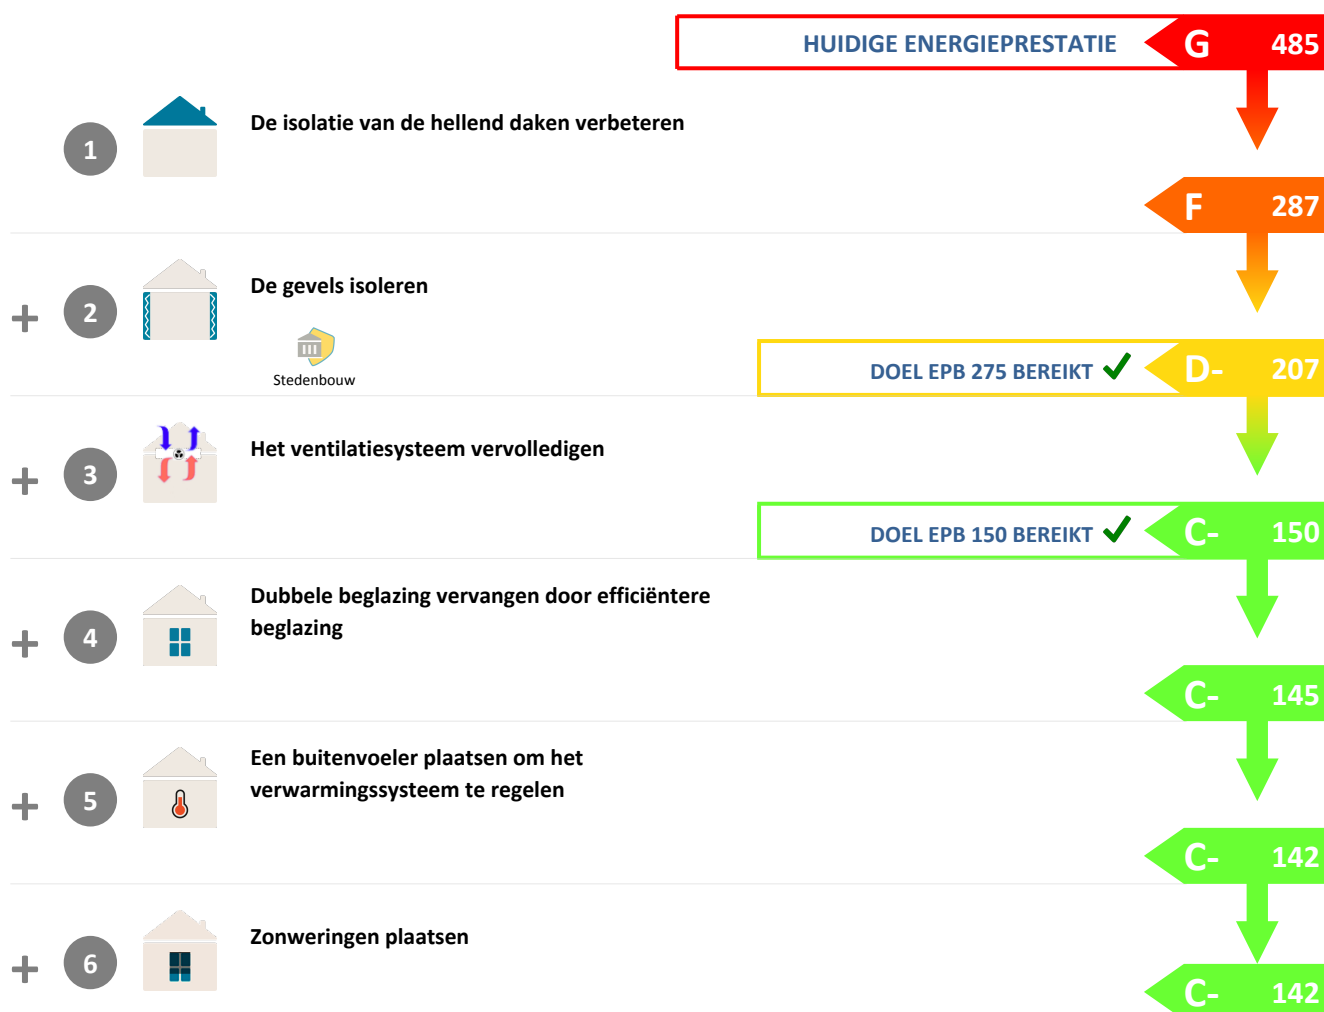 HUIDIGE ENERGIEPRESTATIE G 485
1 De isolatie van de hellend daken verbeteren
F 287
+ 2 De gevels isoleren
Stedenbouw
DOEL EPB 275 BEREIKT D- 207
+ 3 Het ventilatiesysteem vervolledigen
DOEL EPB 150 BEREIKT C- 150
+ 4 Dubbele beglazing vervangen door efficiëntere
beglazing
C- 145
+ 5 Een buitenvoeler plaatsen om het
verwarmingssysteem te regelen
C- 142
+ 6 Zonweringen plaatsen
C- 142